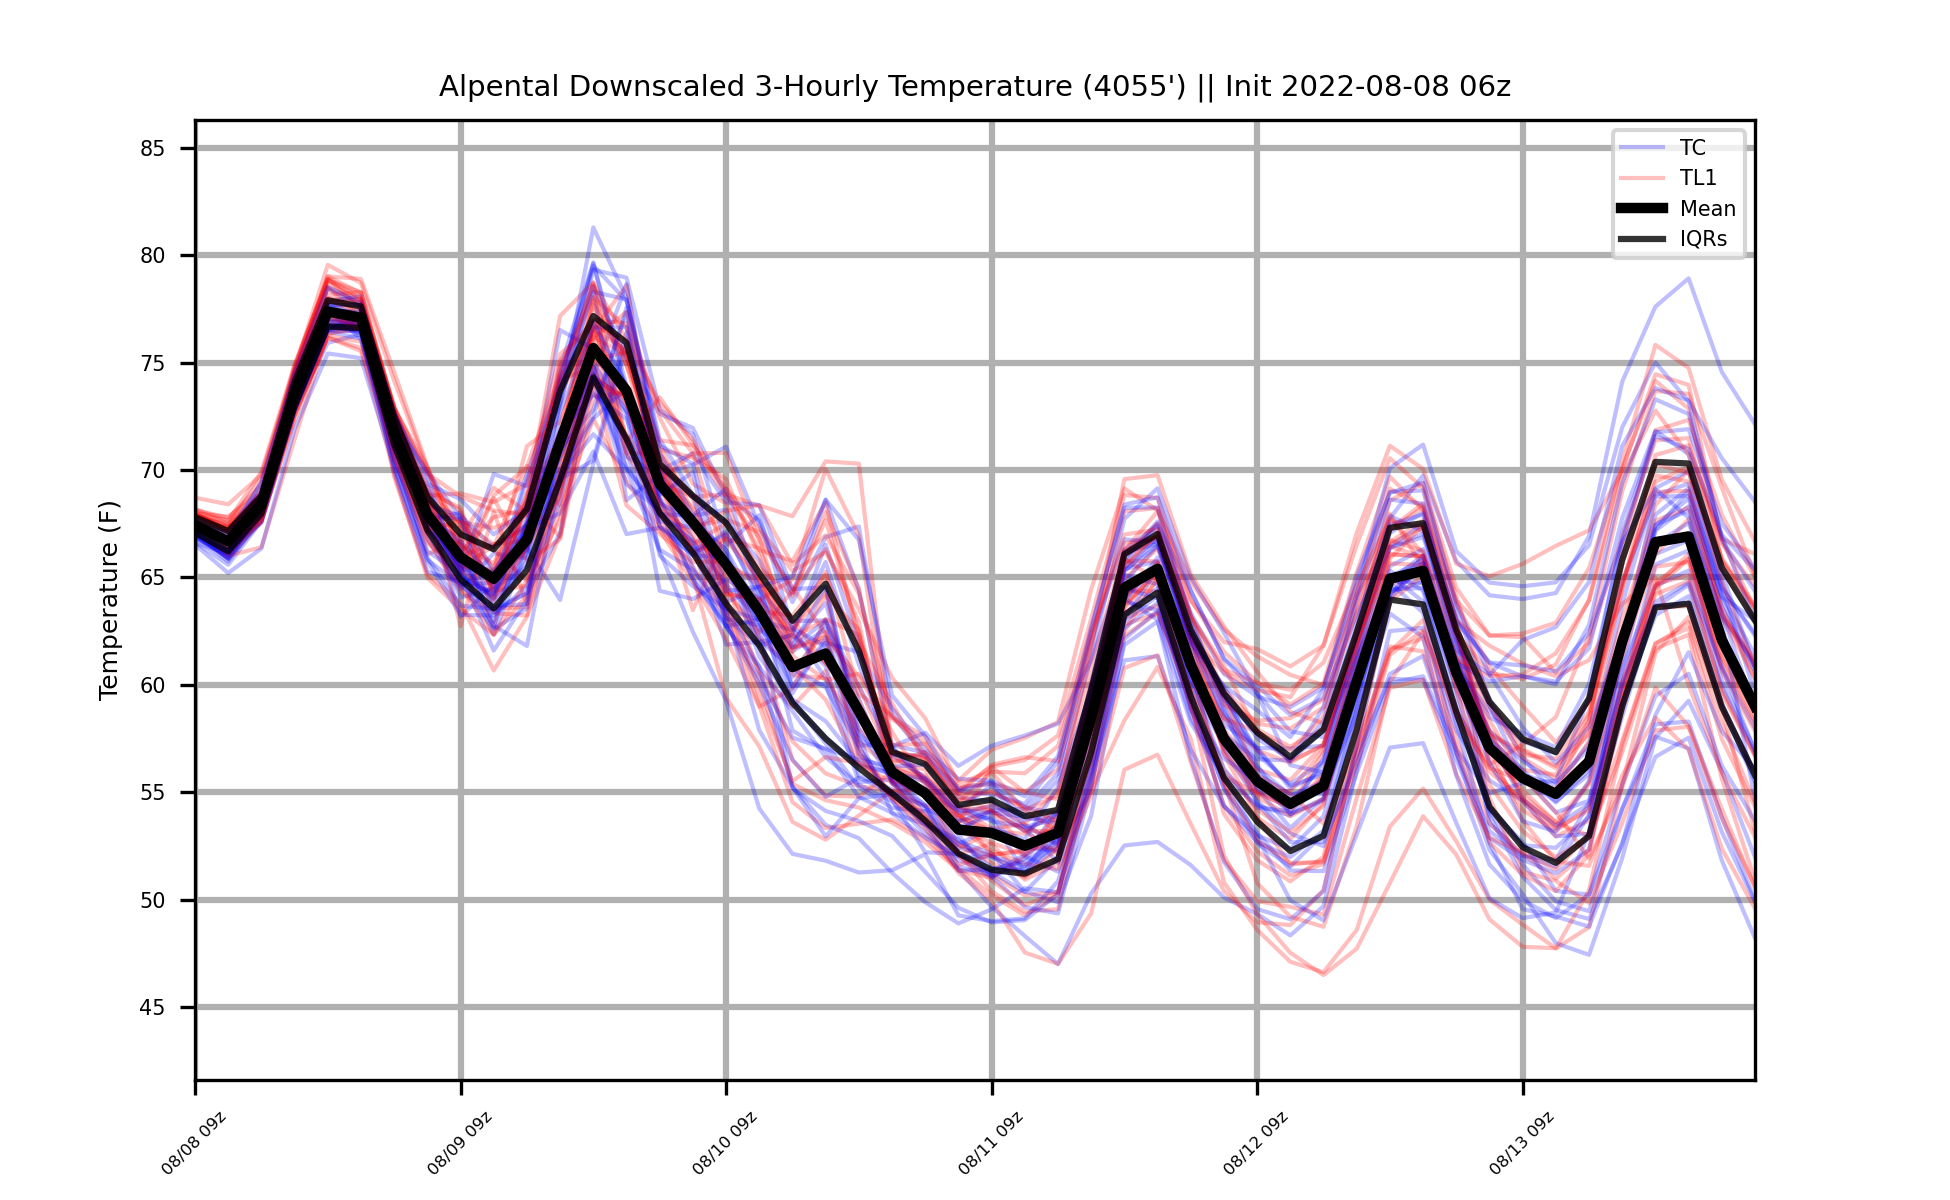 Alpental Downscaled 3-Hourly Temperature (4055') || Init 2022-08-08 06z
TC
TL1
Mean
IQRs
Temperature (F)
85
80
75
70
65
60
55
50
45
08/08 09z
08/09 09z
08/10 09z
08/11 09z
08/12 09z
08/13 09z